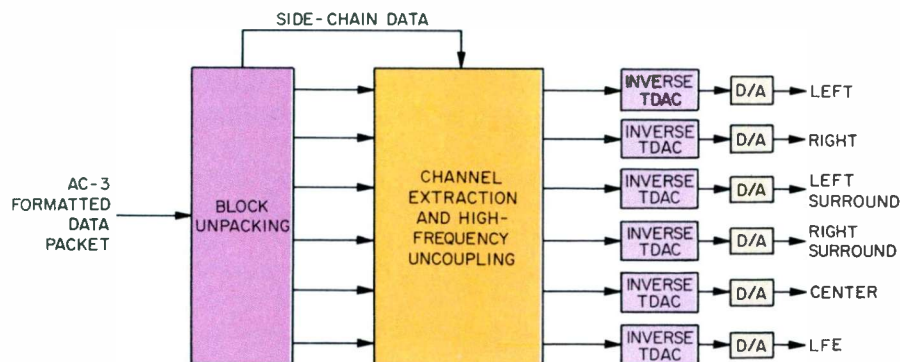 SIDE-CHAIN DATA
AC-3
FORMATTED
DATA
PACKET
BLOCK
UNPACKING
CHANNEL
EXTRACTION
AND HIGH-
FREQUENCY
UNCOUPLING
INVERSE
TDAC
D/A
LEFT
INVERSE
TDAC
D/A
RIGHT
INVERSE
TDAC
D/A
LEFT
SURROUND
INVERSE
TDAC
D/A
RIGHT
SURROUND
INVERSE
TDAC
D/A
CENTER
INVERSE
TDAC
D/A
LFE